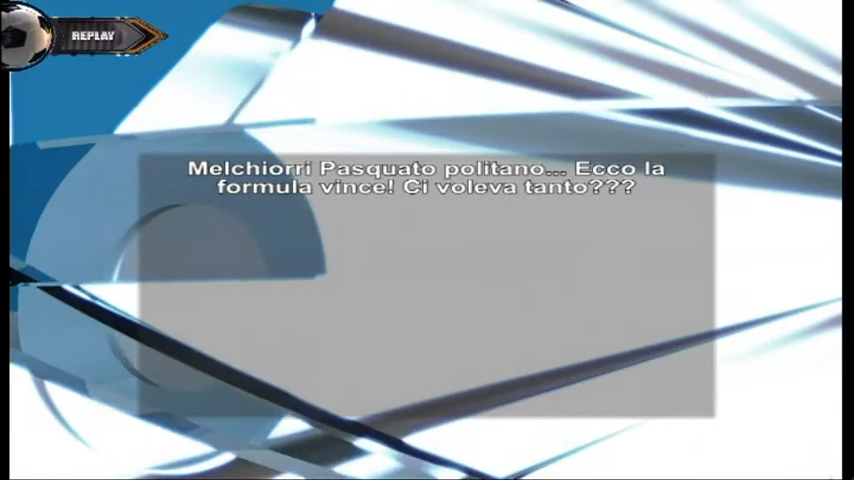 REPLAY
Melchiorri Pasquato politano... Ecco la
formula vince! Ci voleva tanto???